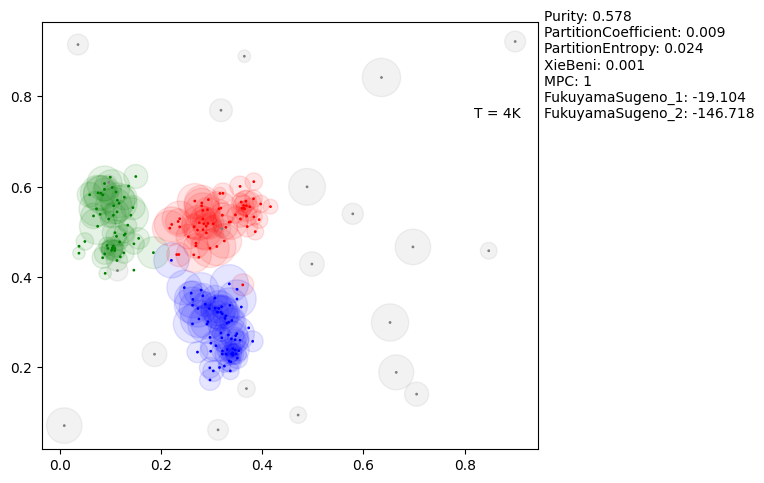 Purity: 0.578
PartitionCoefficient: 0.009
PartitionEntropy: 0.024
XieBeni: 0.001
MPC: 1
FukuyamaSugeno_1: -19.104
FukuyamaSugeno_2: -146.718
T = 4K
0.8
0.6
0.4
0.2
0.0 0.2 0.4 0.6 0.8